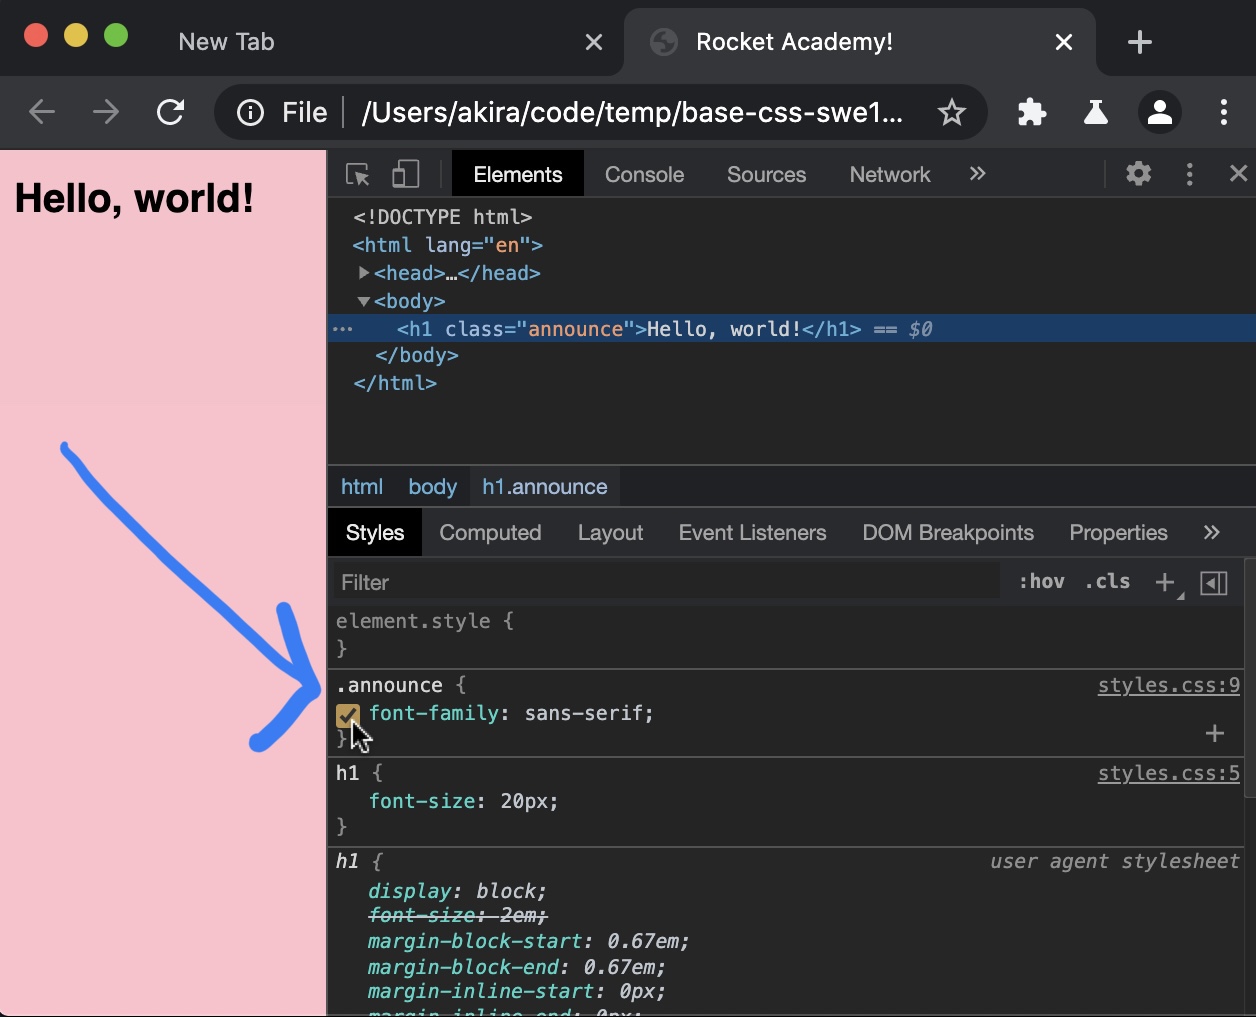 New Tab
Rocket Academy!
File /Users/akira/code/temp/base-css-swe1...
Hello, world!
Elements Console Sources Network »
<!DOCTYPE html>
<html lang="en">
<head>…</head>
<body>
<h1 class="announce">Hello, world!</h1> == $0
</body>
</html>
html body h1.announce
Styles Computed Layout Event Listeners DOM Breakpoints Properties »
Filter :hov .cls +
element.style {
}
.announce { styles.css:9
font-family: sans-serif;
}
h1 { styles.css:5
font-size: 20px;
}
h1 { user agent stylesheet
display: block;
font-size: 2em;
margin-block-start: 0.67em;
margin-block-end: 0.67em;
margin-inline-start: 0px;
margin-inline-end: 0px;